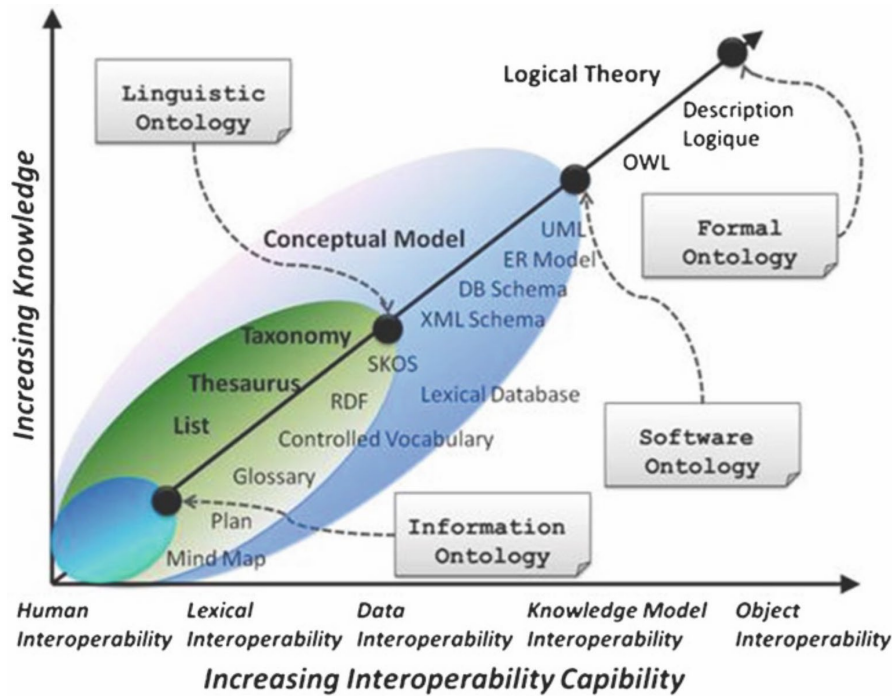 Linguistic
Ontology
Logical Theory
Description
Logique
OWL
Formal
Ontology
Conceptual Model
UML
ER Model
DB Schema
XML Schema
Taxonomy
SKOS
Thesaurus
RDF
Lexical Database
List
Controlled Vocabulary
Software
Ontology
Glossary
Plan
Information
Ontology
Mind Map
Increasing Knowledge
Human
Interoperability
Lexical
Interoperability
Data
Interoperability
Knowledge Model
Interoperability
Object
Interoperability
Increasing Interoperability Capibility